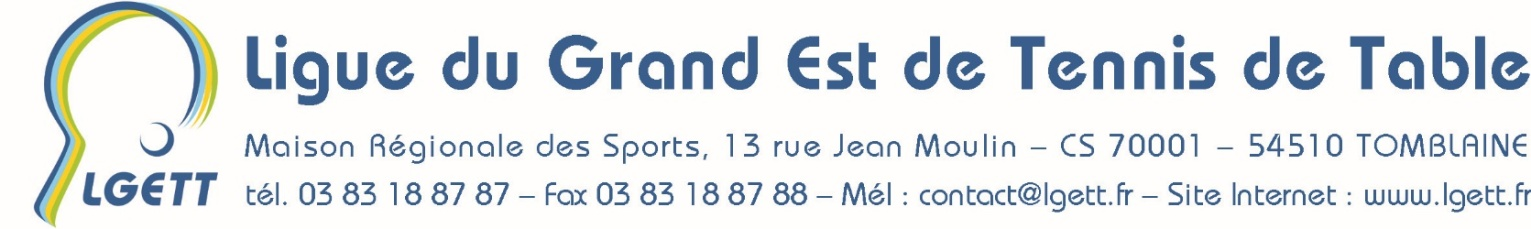 Ligue du Grand Est de Tennis de Table
Maison Régionale des Sports, 13 rue Jean Moulin – CS 70001 – 54510 TOMBLAINE
LGETT
tél. 03 83 18 87 87 – Fax 03 83 18 87 88 – Mél : contact@lgett.fr – Site Internet : www.lgett.fr